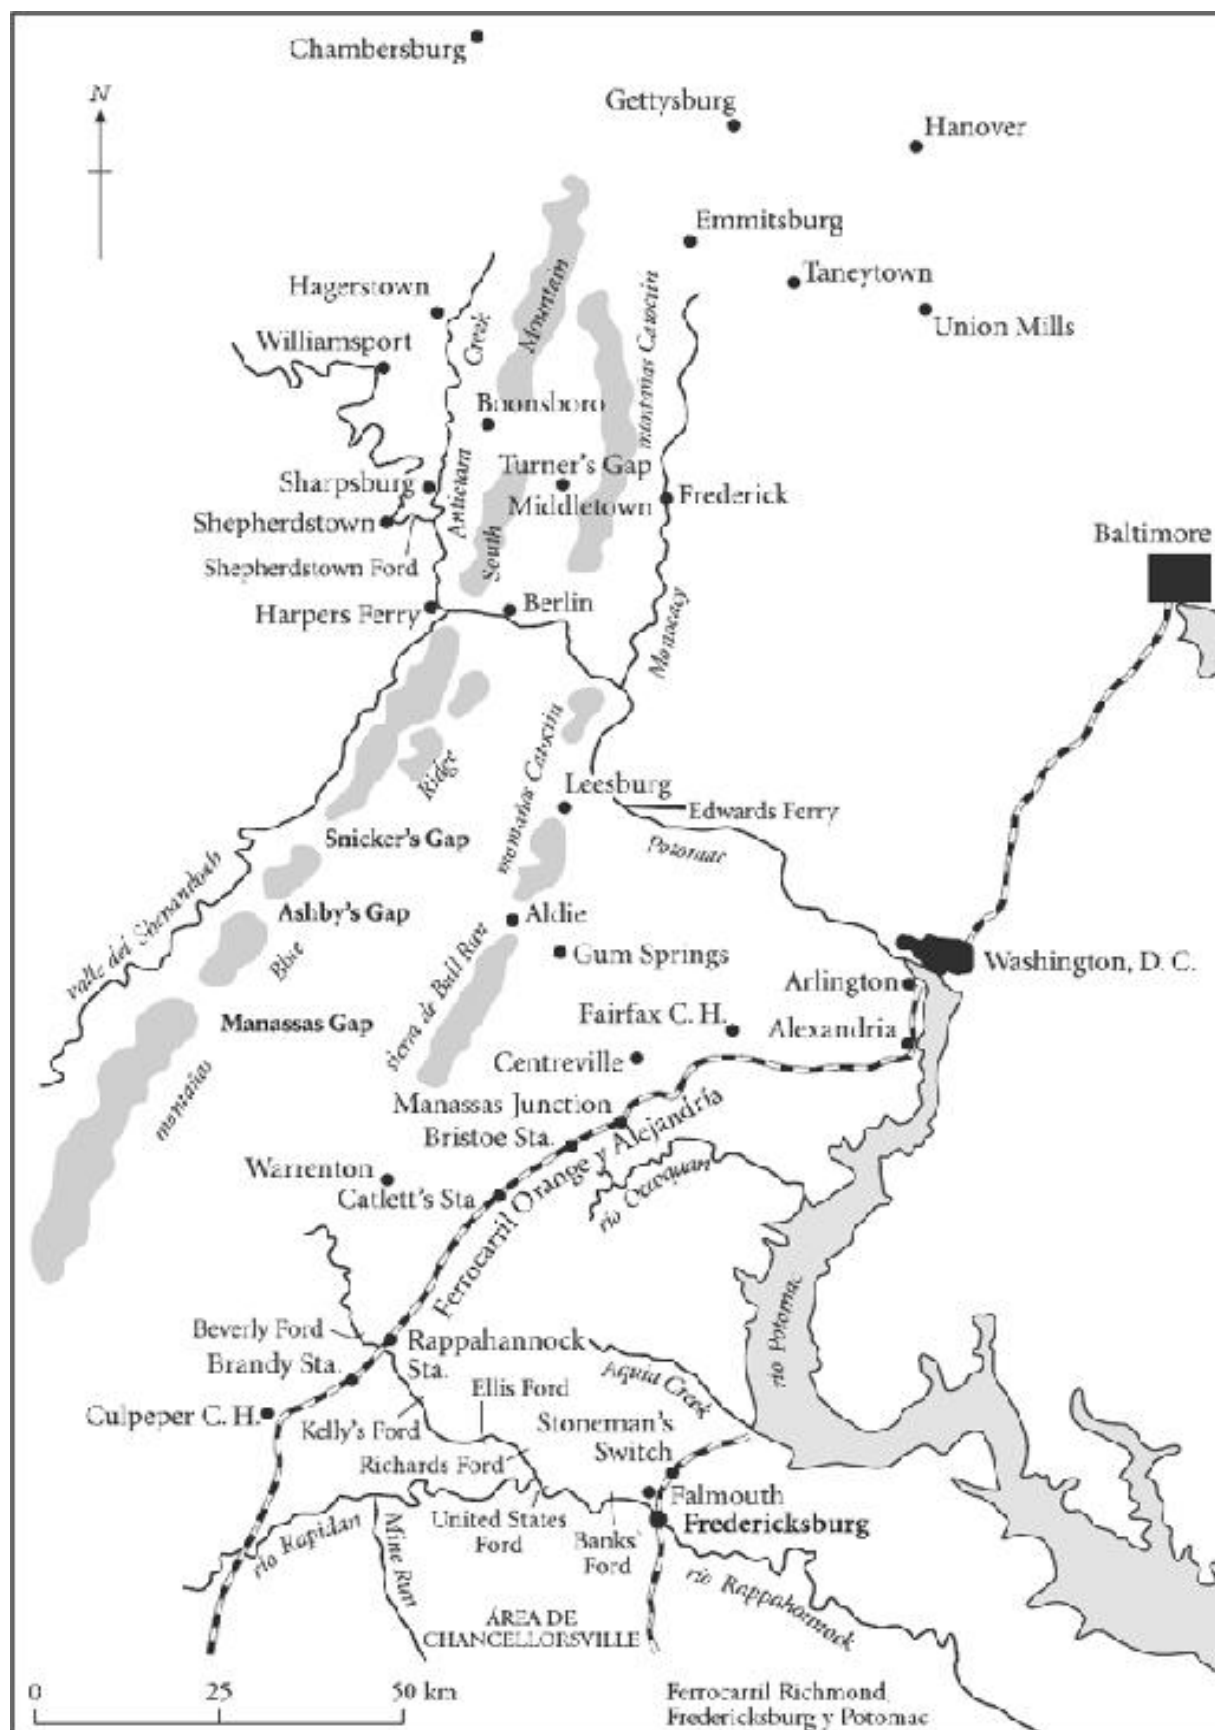 Chambersburg
Gettysburg
N
Hanover
Emmitsburg
Taneytown
Union Mills
Hagerstown
Williamsport
Creek
Mountain
montañas Catoctin
Boonsboro
Turner's Gap
Sharpsburg
Antietam
Middletown
Frederick
Shepherdstown
South
Shepherdstown Ford
Baltimore
Harpers Ferry
Berlin
Monocacy
montañas Catoctin
Ridge
Leesburg
Edwards Ferry
Snicker's Gap
Potomac
valle del Shenandoah
Ashby's Gap
Aldie
Blue
Gum Springs
Washington, D. C.
Arlington
Manassas Gap
sierra de Bull Run
Fairfax C. H.
Alexandria
Centreville
montañas
Manassas Junction
Bristoe Sta.
Warrenton
Catlett's Sta
Ferrocarril Orange y Alejandría
río Occoquan
río Potomac
Beverly Ford
Rappahannock
Sta.
Brandy Sta.
Aquia Creek
Ellis Ford
Culpeper C. H.
Kelly's Ford
Stoneman's
Switch
Richards Ford
Falmouth
río Rapidan
Mine Run
United States
Ford
Banks'
Ford
Fredericksburg
río Rappahannock
ÁREA DE
CHANCELLORSVILLE
0 25 50 km
Ferrocarril Richmond,
Fredericksburg y Potomac